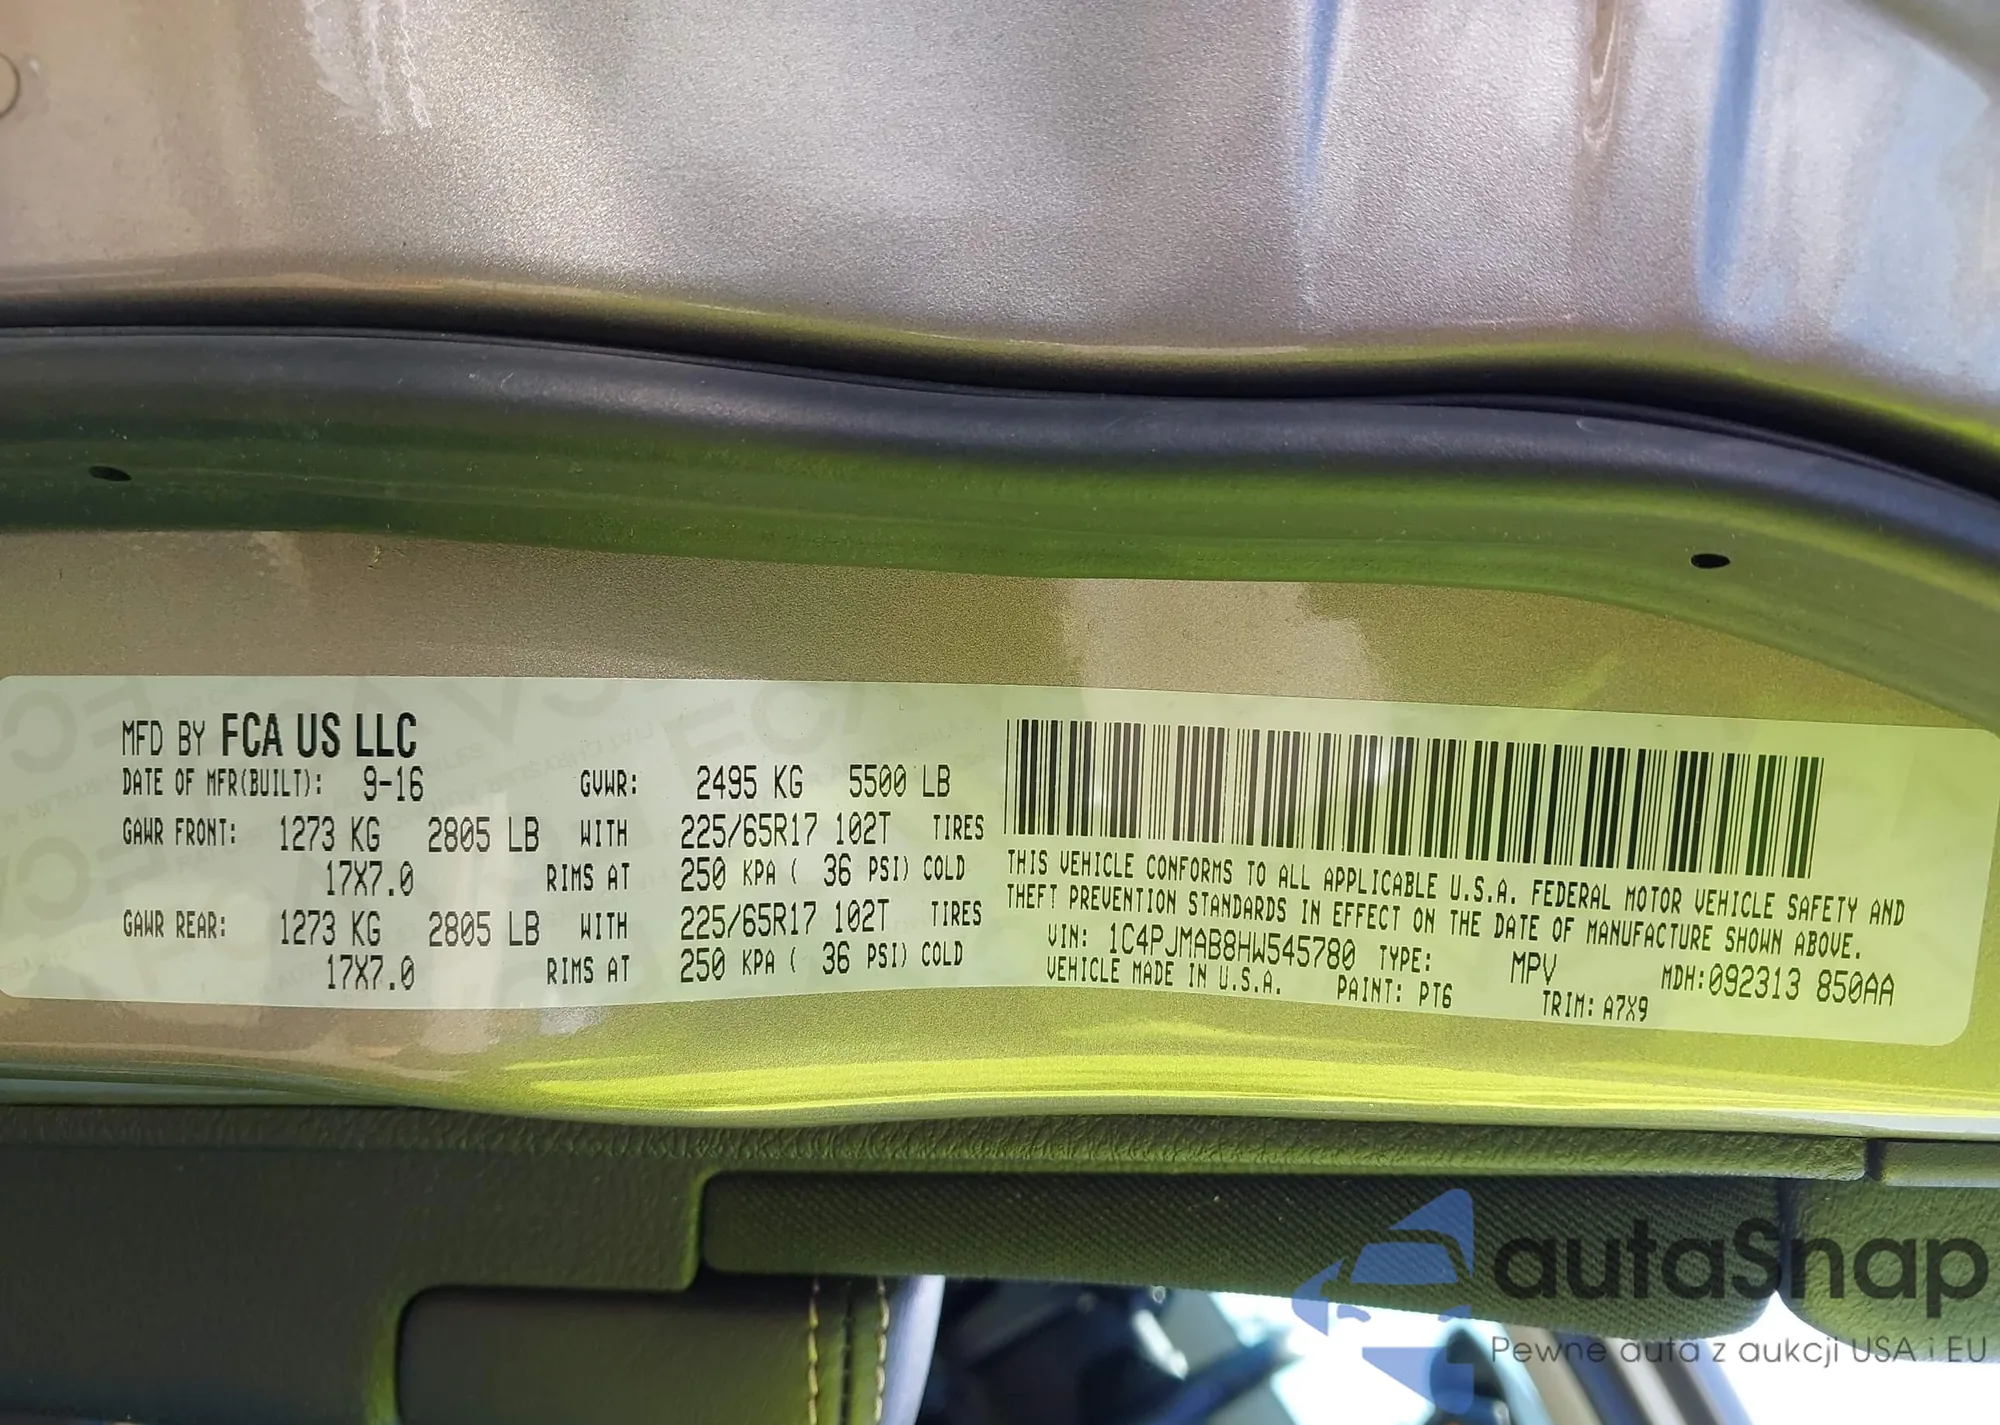 MFD BY FCA US LLC
DATE OF MFR(BUILT): 9-16 GVWR: 2495 KG 5500 LB
GAWR FRONT: 1273 KG 2805 LB WITH 225/65R17 102T TIRES
17X7.0 RIMS AT 250 KPA ( 36 PSI) COLD
GAWR REAR: 1273 KG 2805 LB WITH 225/65R17 102T TIRES
17X7.0 RIMS AT 250 KPA ( 36 PSI) COLD
THIS VEHICLE CONFORMS TO ALL APPLICABLE U.S.A. FEDERAL MOTOR VEHICLE SAFETY AND
THEFT PREVENTION STANDARDS IN EFFECT ON THE DATE OF MANUFACTURE SHOWN ABOVE.
VIN: 1C4PJMAB8HW545780 TYPE: MPV MDH:092313 850AA
VEHICLE MADE IN U.S.A. PAINT: PT6 TRIM: A7X9
autoSnap
Pewne auta z aukcji USA i EU